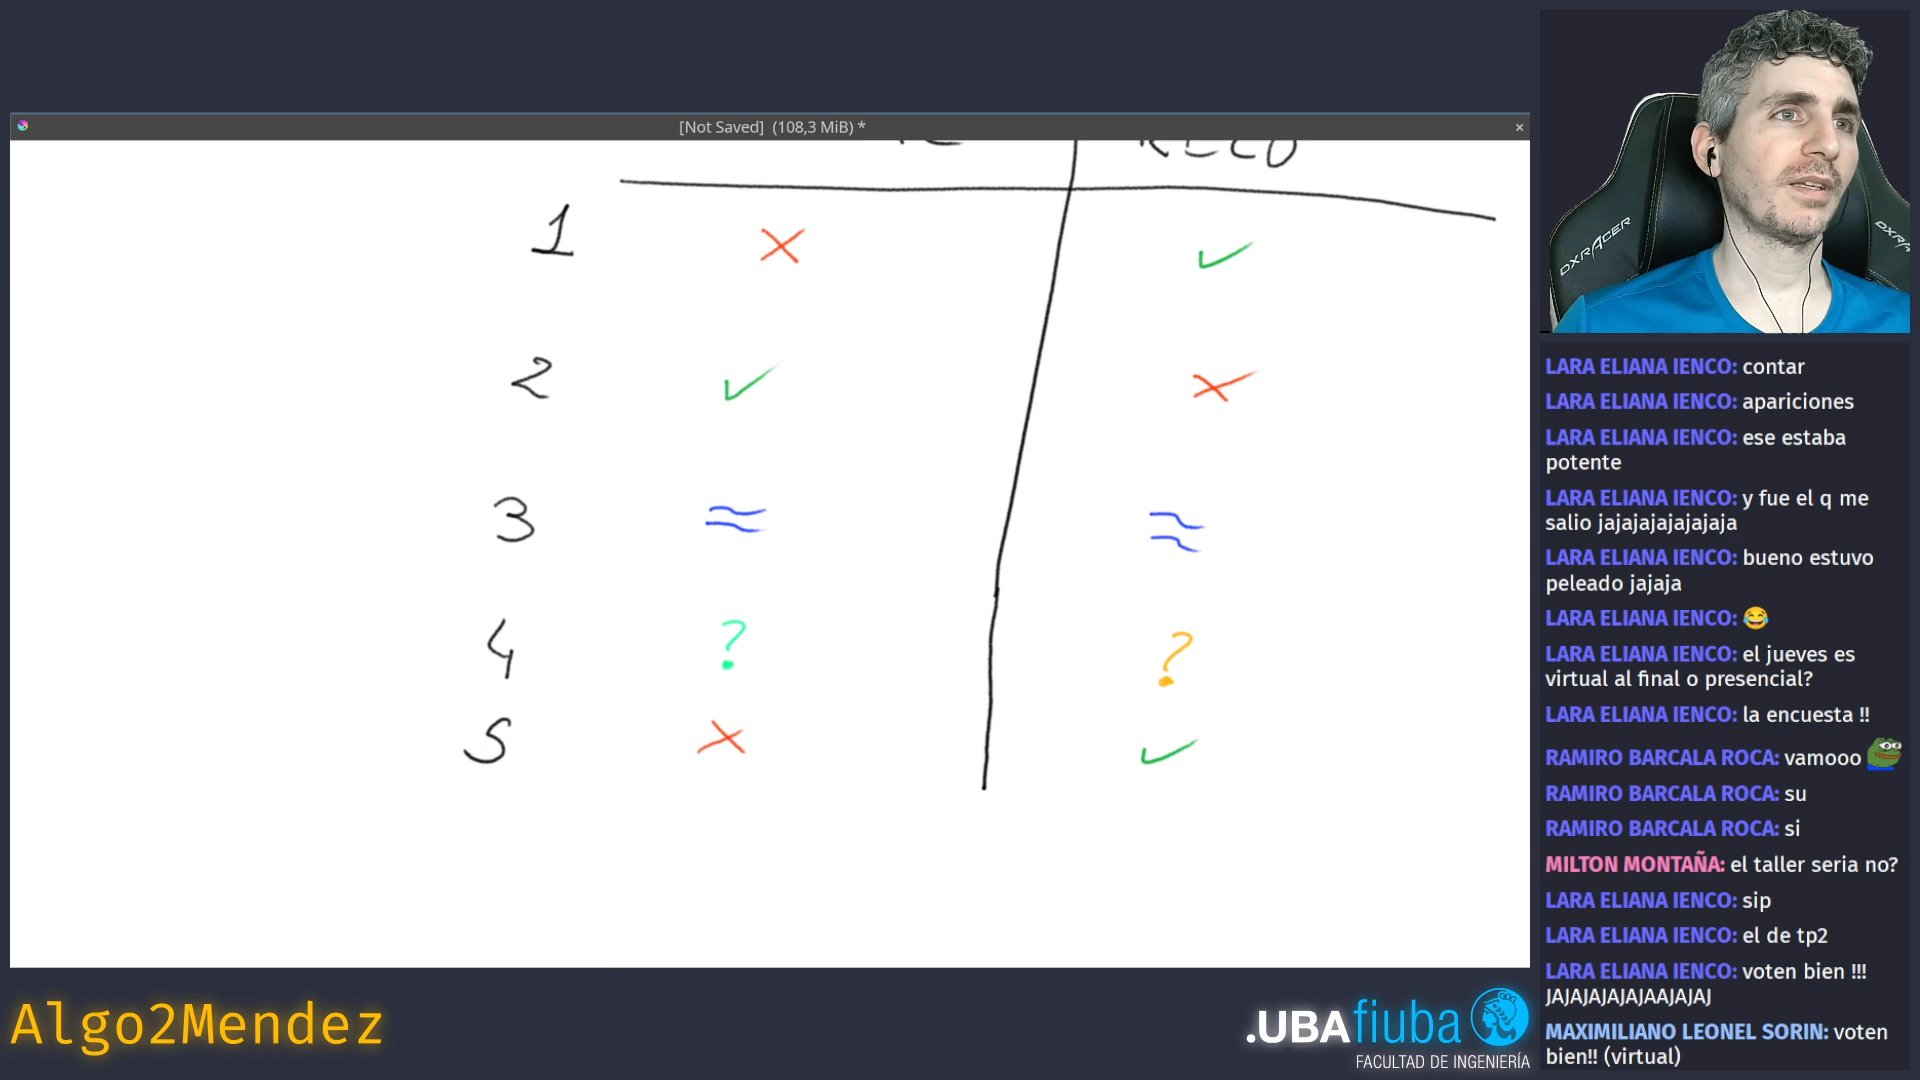 [Not Saved] (108,3 MiB) *
RECU
1
2
3
4
5
? ?
DXRACER
LARA ELIANA IENCO: contar
LARA ELIANA IENCO: apariciones
LARA ELIANA IENCO: ese estaba
potente
LARA ELIANA IENCO: y fue el q me
salio jajajajajajajaja
LARA ELIANA IENCO: bueno estuvo
peleado jajaja
LARA ELIANA IENCO: 😂
LARA ELIANA IENCO: el jueves es
virtual al final o presencial?
LARA ELIANA IENCO: la encuesta !!
RAMIRO BARCALA ROCA: vamooo
RAMIRO BARCALA ROCA: su
RAMIRO BARCALA ROCA: si
MILTON MONTAÑA: el taller seria no?
LARA ELIANA IENCO: sip
LARA ELIANA IENCO: el de tp2
LARA ELIANA IENCO: voten bien !!!
JAJAJAJAJAJAAJAJAJ
MAXIMILIANO LEONEL SORIN: voten
bien!! (virtual)
Algo2Mendez
.UBAfiuba
FACULTAD DE INGENIERÍA